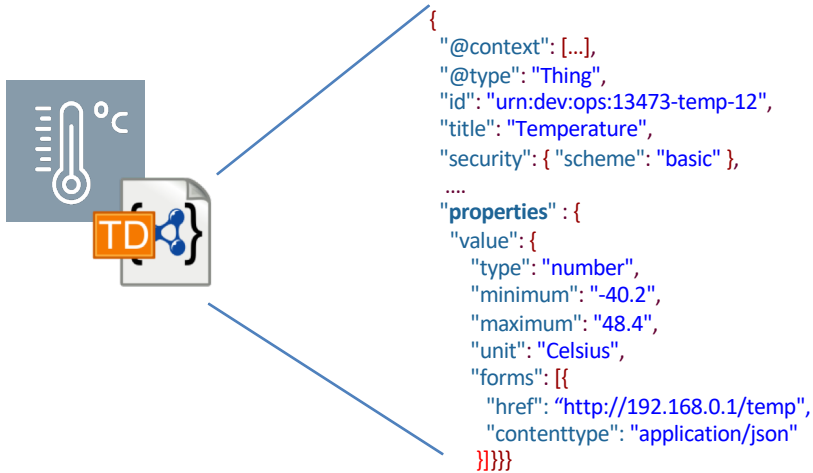 °C
TD
{
"@context": [...],
"@type": "Thing",
"id": "urn:dev:ops:13473-temp-12",
"title": "Temperature",
"security": { "scheme": "basic" },
....
"properties" : {
"value": {
"type": "number",
"minimum": "-40.2",
"maximum": "48.4",
"unit": "Celsius",
"forms": [{
"href": “http://192.168.0.1/temp",
"contenttype": "application/json"
}]}}}